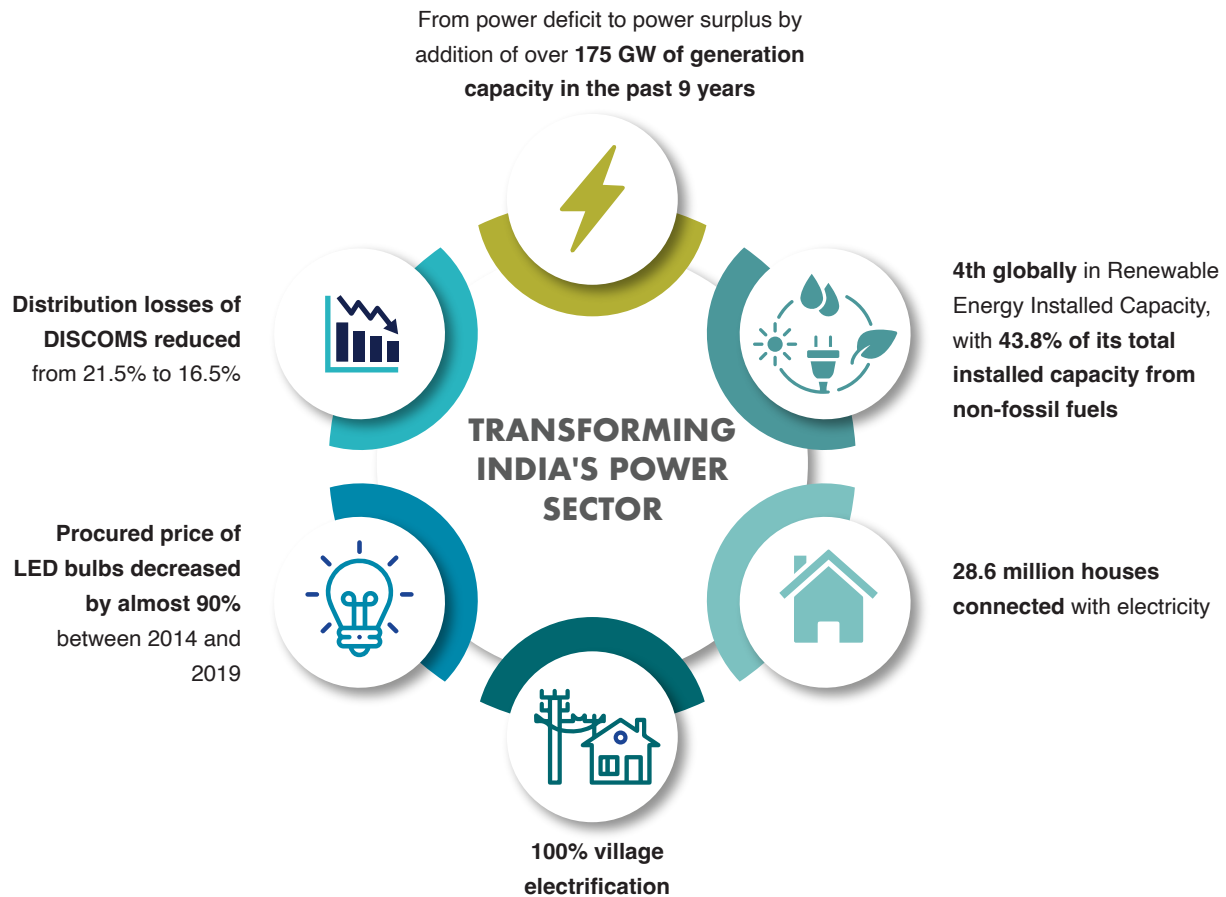 From power deficit to power surplus by
addition of over 175 GW of generation
capacity in the past 9 years
4th globally in Renewable
Energy Installed Capacity,
with 43.8% of its total
installed capacity from
non-fossil fuels
28.6 million houses
connected with electricity
100% village
electrification
Procured price of
LED bulbs decreased
by almost 90%
between 2014 and
2019
Distribution losses of
DISCOMS reduced
from 21.5% to 16.5%
TRANSFORMING
INDIA'S POWER
SECTOR